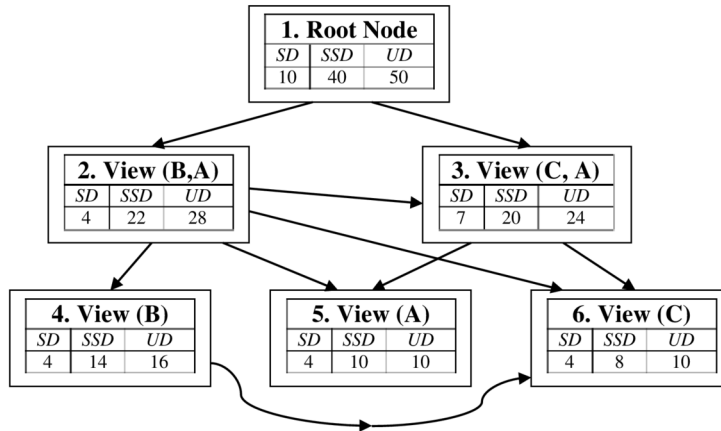 1. Root Node
SD SSD UD
10 40 50
2. View (B,A)
SD SSD UD
4 22 28
3. View (C, A)
SD SSD UD
7 20 24
4. View (B)
SD SSD UD
4 14 16
5. View (A)
SD SSD UD
4 10 10
6. View (C)
SD SSD UD
4 8 10